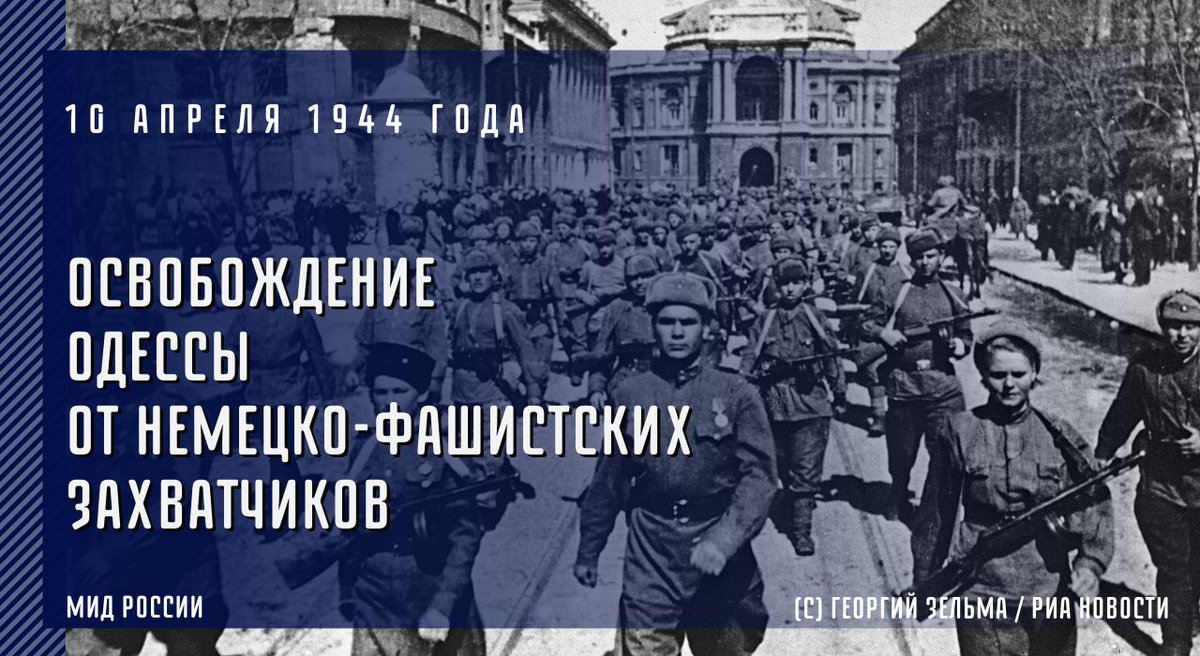 10 АПРЕЛЯ 1944 ГОДА
ОСВОБОЖДЕНИЕ
ОДЕССЫ
ОТ НЕМЕЦКО-ФАШИСТСКИХ
ЗАХВАТЧИКОВ
МИД РОССИИ
(C) ГЕОРГИЙ ЗЕЛЬМА / РИА НОВОСТИ